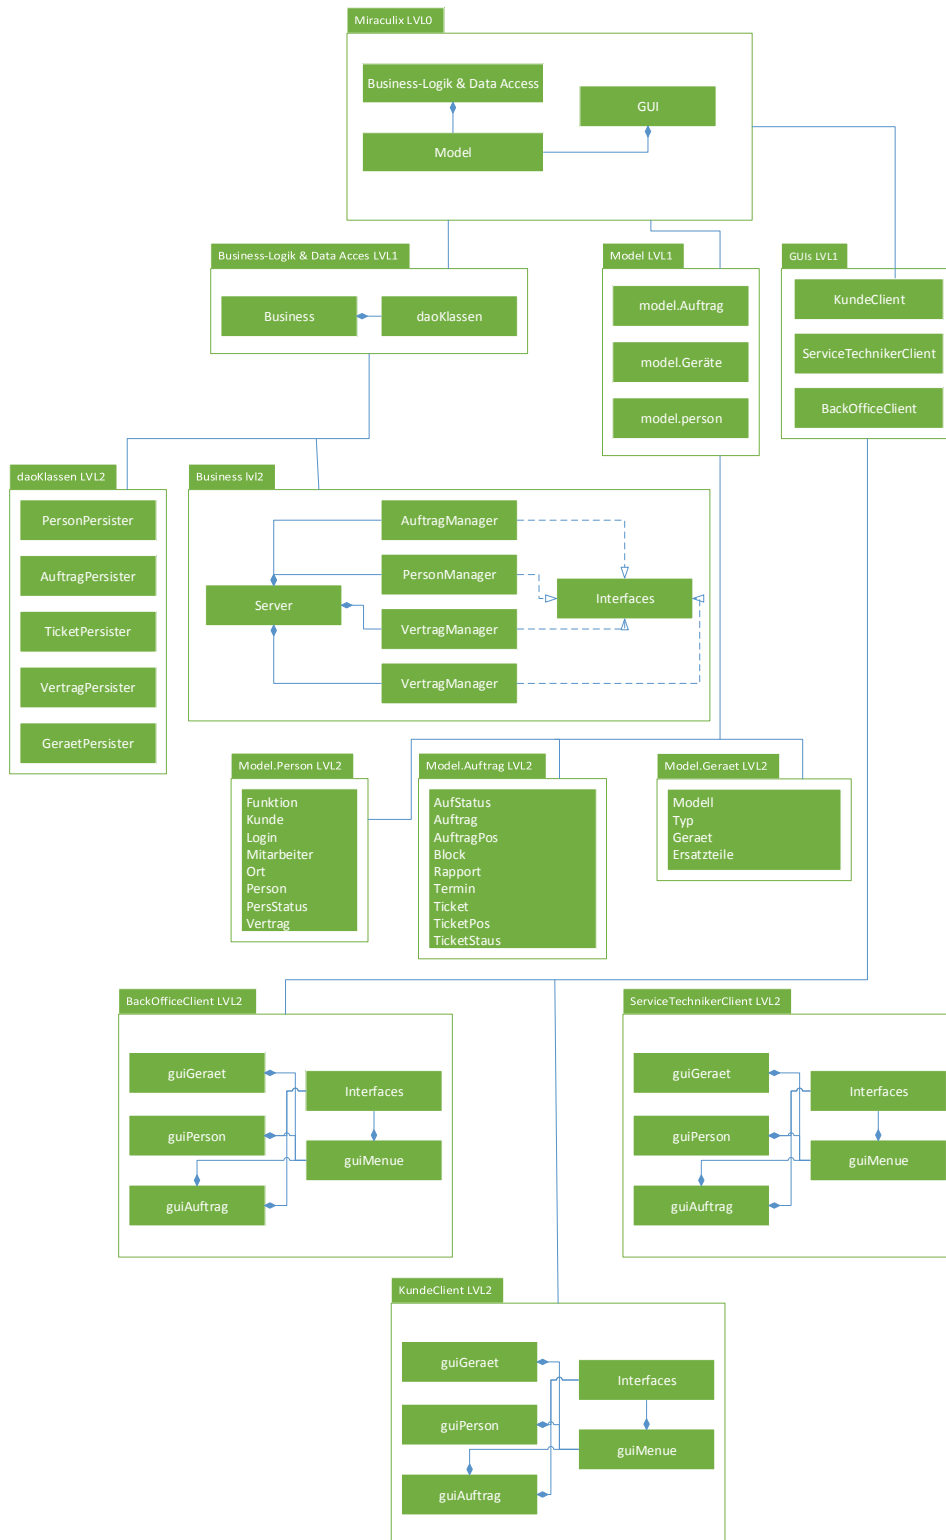 Miraculix LVL0
Business-Logik & Data Access
GUI
Model
Business-Logik & Data Acces LVL1
Business
daoKlassen
Model LVL1
model.Auftrag
model.Geräte
model.person
GUIs LVL1
KundeClient
ServiceTechnikerClient
BackOfficeClient
daoKlassen LVL2
PersonPersister
AuftragPersister
TicketPersister
VertragPersister
GeraetPersister
Business lvl2
AuftragManager
PersonManager
Server
Interfaces
VertragManager
VertragManager
Model.Person LVL2
Funktion
Kunde
Login
Mitarbeiter
Ort
Person
PersStatus
Vertrag
Model.Auftrag LVL2
AufStatus
Auftrag
AuftragPos
Block
Rapport
Termin
Ticket
TicketPos
TicketStaus
Model.Geraet LVL2
Modell
Typ
Geraet
Ersatzteile
BackOfficeClient LVL2
guiGeraet
Interfaces
guiPerson
guiMenue
guiAuftrag
ServiceTechnikerClient LVL2
guiGeraet
Interfaces
guiPerson
guiMenue
guiAuftrag
KundeClient LVL2
guiGeraet
Interfaces
guiPerson
guiMenue
guiAuftrag